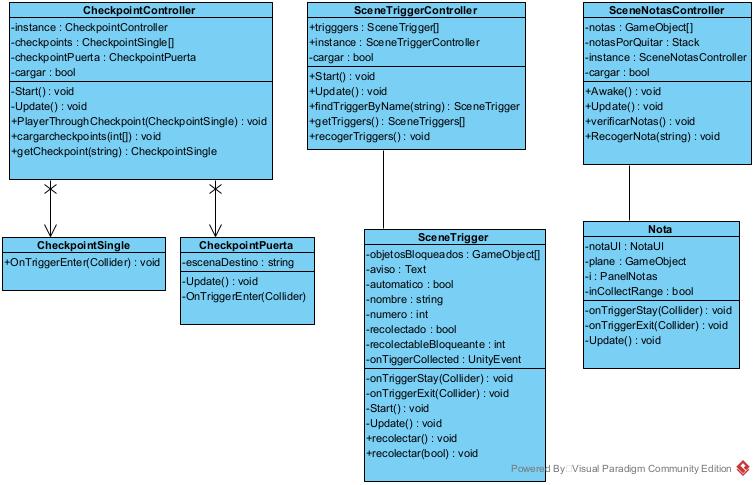 CheckpointController
-instance : CheckpointController
-checkpoints : CheckpointSingle[]
-checkpointPuerta : CheckpointPuerta
-cargar : bool
-Start() : void
-Update() : void
+PlayerThroughCheckpoint(CheckpointSingle) : void
+cargarcheckpoints(int[]) : void
+getCheckpoint(string) : CheckpointSingle
SceneTriggerController
+trigggers : SceneTrigger[]
+instance : SceneTriggerController
-cargar : bool
+Start() : void
+Update() : void
+findTriggerByName(string) : SceneTrigger
+getTriggers() : SceneTriggers[]
+recogerTriggers() : void
SceneNotasController
-notas : GameObject[]
-notasPorQuitar : Stack
-instance : SceneNotasController
-cargar : bool
+Awake() : void
+Update() : void
+verificarNotas() : void
+RecogerNota(string) : void
CheckpointSingle
+OnTriggerEnter(Collider) : void
CheckpointPuerta
-escenaDestino : string
-Update() : void
-OnTriggerEnter(Collider)
SceneTrigger
-objetosBloqueados : GameObject[]
-aviso : Text
-automatico : bool
-nombre : string
-numero : int
-recolectado : bool
-recolectableBloqueante : int
-onTiggerCollected : UnityEvent
-onTriggerStay(Collider) : void
-onTriggerExit(Collider) : void
-Start() : void
-Update() : void
+recolectar() : void
+recolectar(bool) : void
Nota
-notaUI : NotaUI
-plane : GameObject
-i : PanelNotas
-inCollectRange : bool
-onTriggerStay(Collider) : void
-onTriggerExit(Collider) : void
-Update() : void
Powered By Visual Paradigm Community Edition